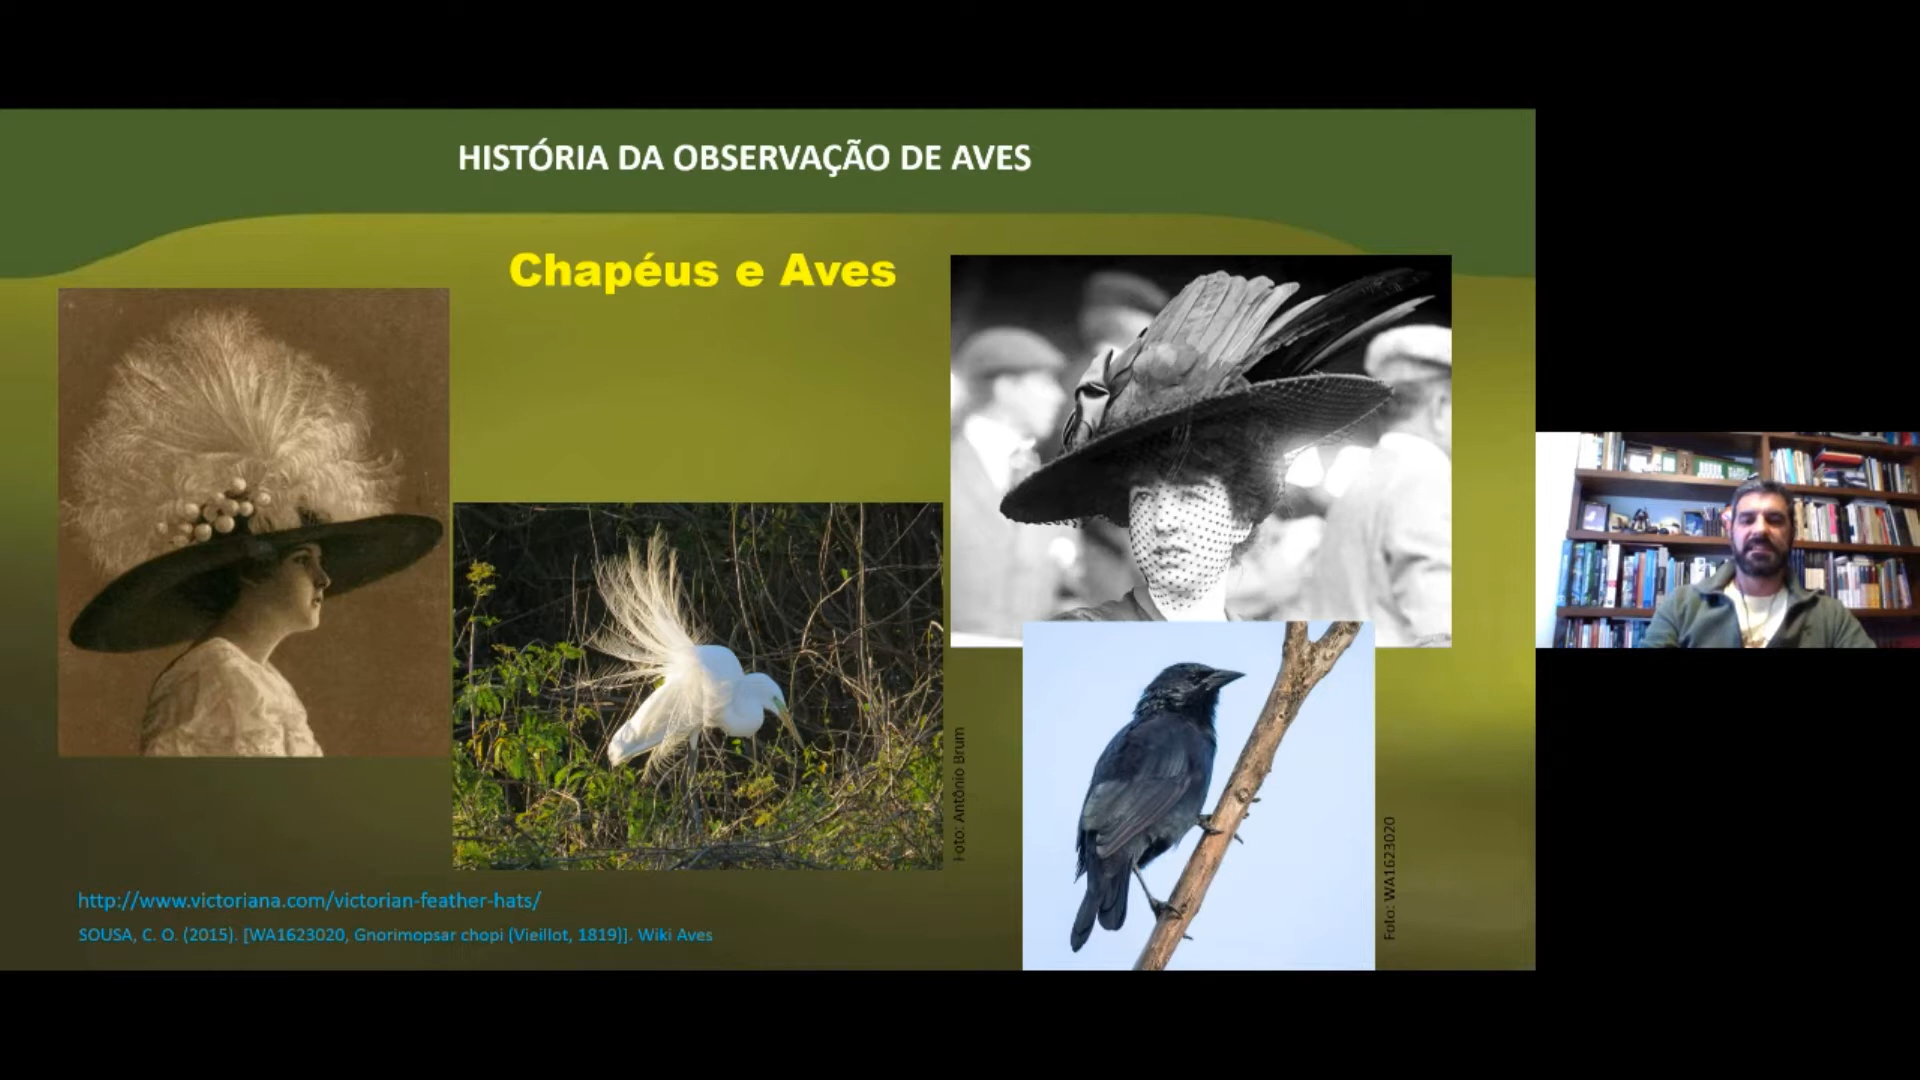 HISTÓRIA DA OBSERVAÇÃO DE AVES
Chapéus e Aves
Foto: Antônio Brum
Foto: WA1623020
http://www.victoriana.com/victorian-feather-hats/
SOUSA, C. O. (2015). [WA1623020, Gnorimopsar chopi (Vieillot, 1819)]. Wiki Aves